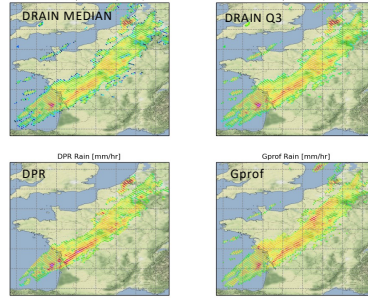 DRAIN MEDIAN
DRAIN Q3
DPR Rain [mm/hr]
Gprof Rain [mm/hr]
DPR
Gprof